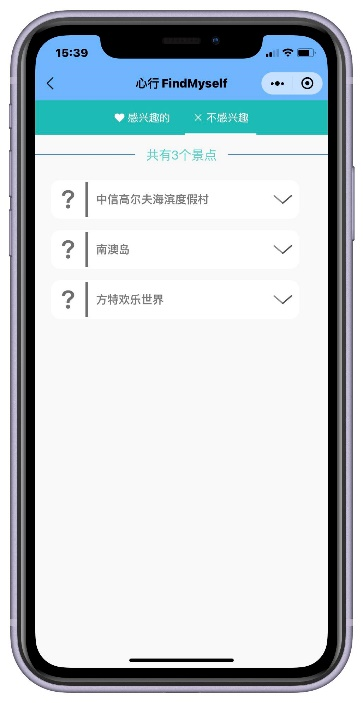 15:39
心行 FindMyself
感兴趣的 不感兴趣
共有3个景点
? 中信高尔夫海滨度假村
? 南澳岛
? 方特欢乐世界